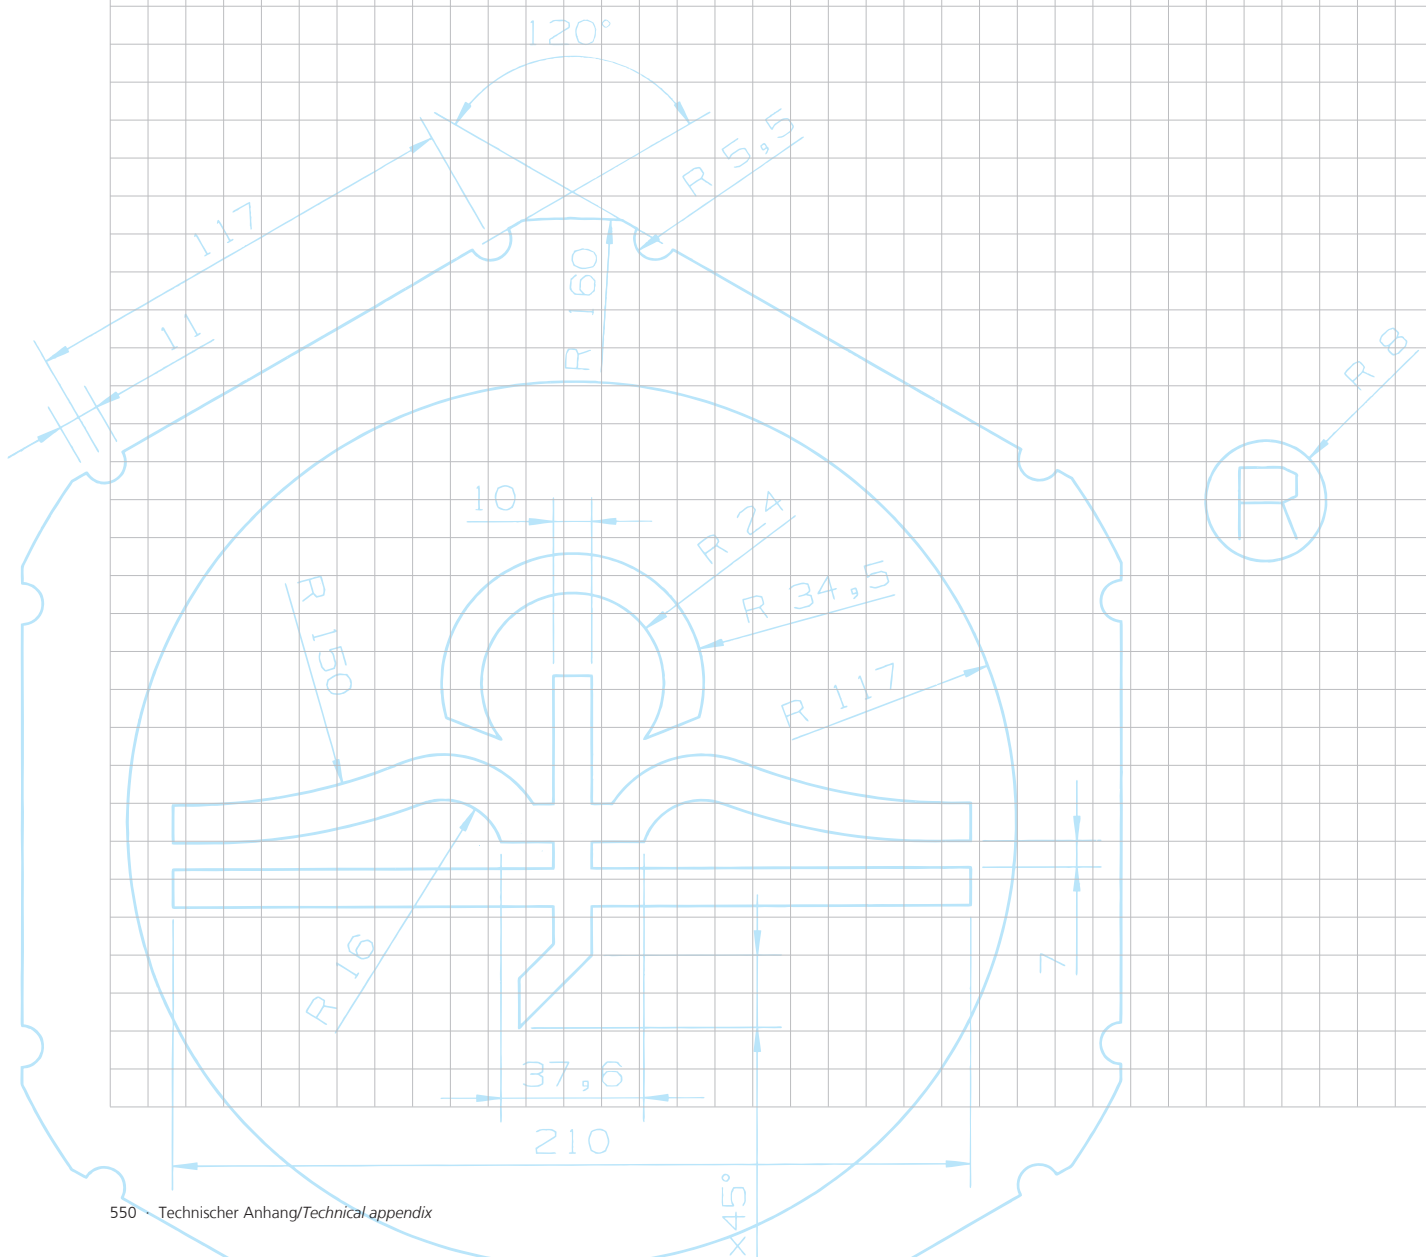 120°
R 5,5
117
R 160
11
R 8
R
10
R 24
R 34,5
R 150
R 117
R 16
7
37,6
210
x45°
550 · Technischer Anhang/Technical appendix